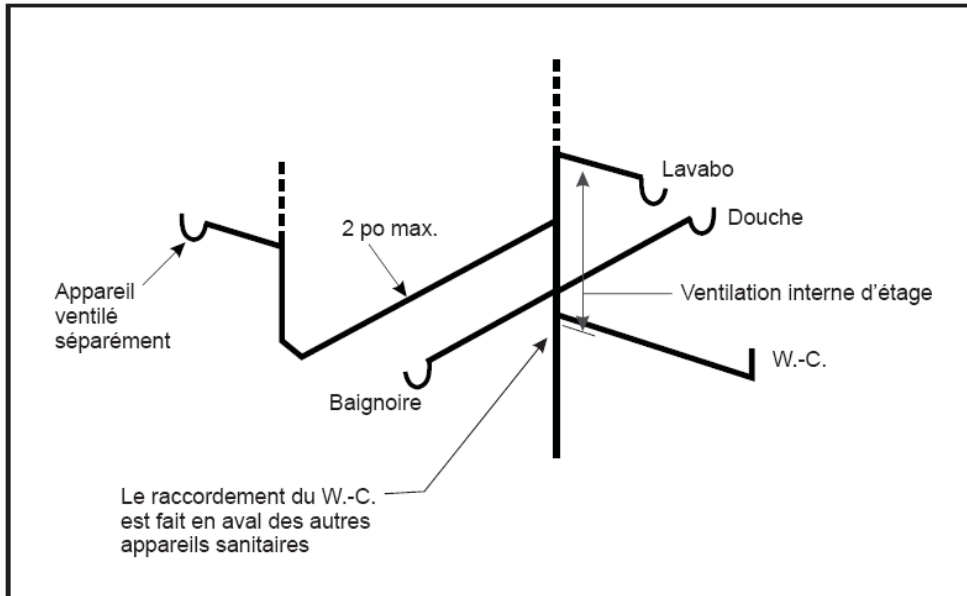 Lavabo
Douche
2 po max.
Appareil
ventilé
séparément
Ventilation interne d'étage
W.-C.
Baignoire
Le raccordement du W.-C.
est fait en aval des autres
appareils sanitaires